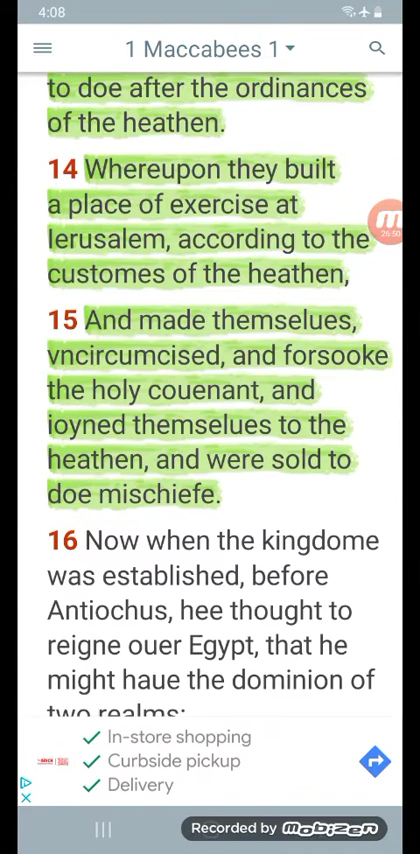 4:08
1 Maccabees 1
to doe after the ordinances
of the heathen.
14 Whereupon they built
a place of exercise at
Ierusalem, according to the
customes of the heathen,
26:50
15 And made themselues,
vncircumcised, and forsooke
the holy couenant, and
ioyned themselues to the
heathen, and were sold to
doe mischiefe.
16 Now when the kingdome
was established, before
Antiochus, hee thought to
reigne ouer Egypt, that he
might haue the dominion of
two realms:
In-store shopping
Curbside pickup
Delivery
Recorded by mobizen